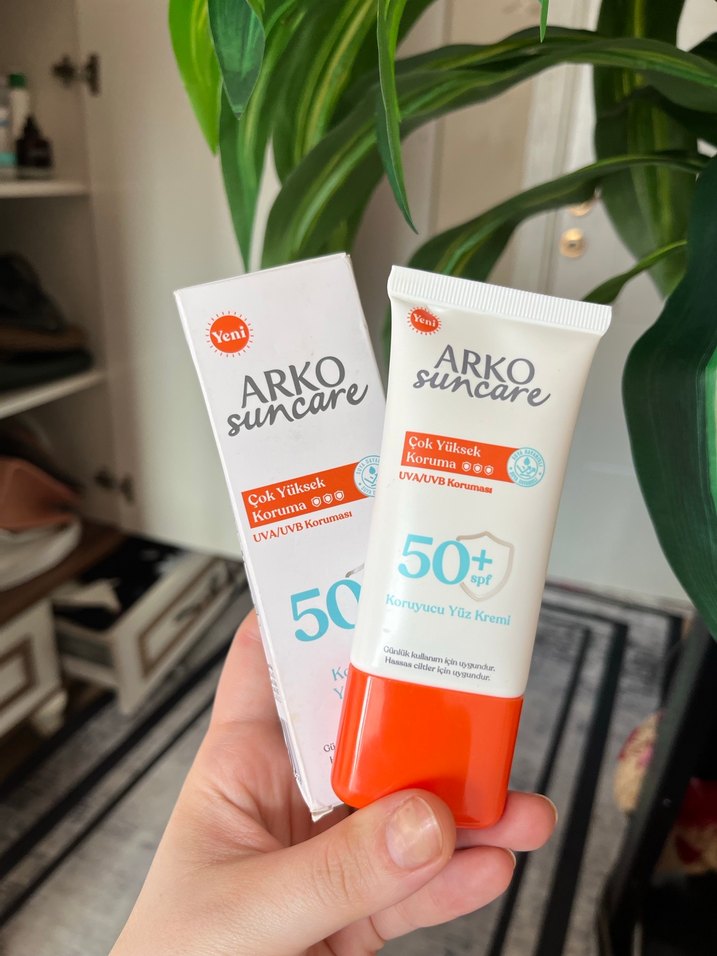 Yeni
ARKO
suncare
Çok Yüksek
Koruma
UVA/UVB Koruması
50
Yeni
ARKO
suncare
Çok Yüksek
Koruma
UVA/UVB Koruması
50+
spf
Koruyucu Yüz Kremi
Günlük kullanım için uygundur.
Hassas ciltler için uygundur.